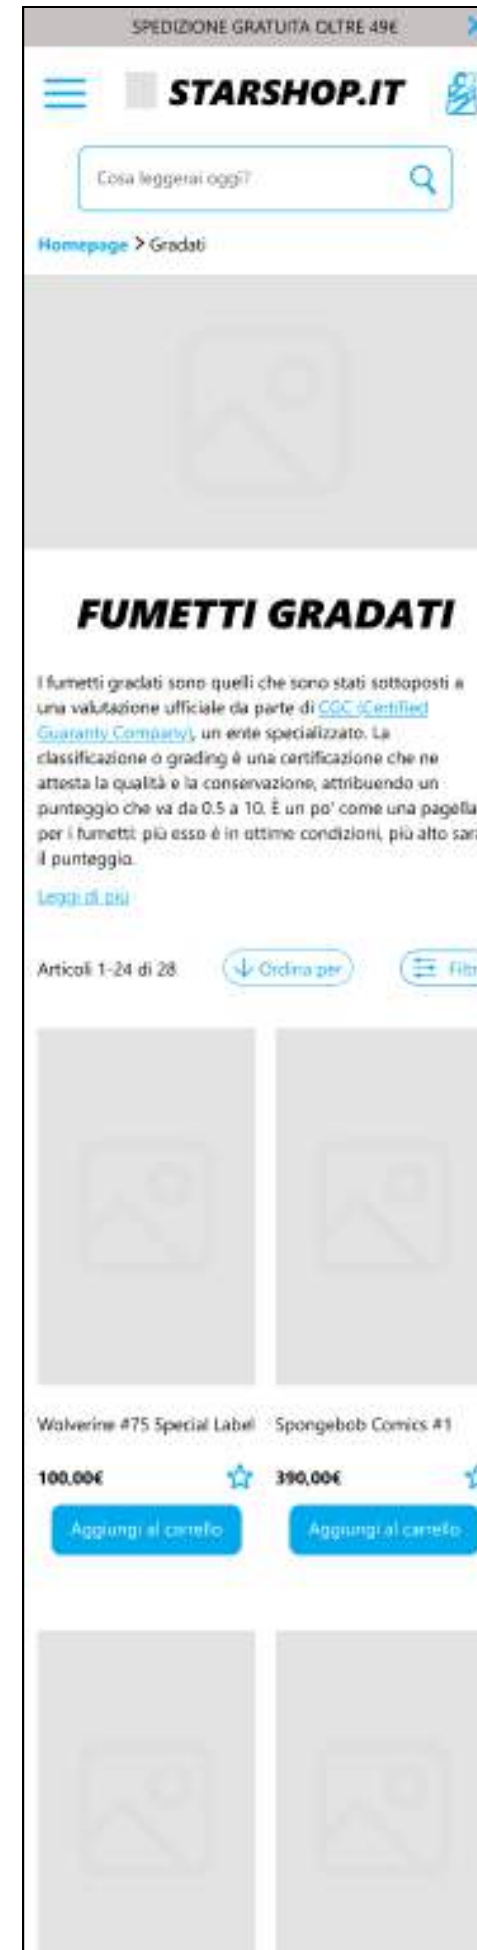 SPEDIZIONE GRATUITA OLTRE 49€
STARSHOP.IT
Cosa leggerai oggi?
Homepage > Gradati
FUMETTI GRADATI
I fumetti gradati sono quelli che sono stati sottoposti a
una valutazione ufficiale da parte di CGC (Certified
Guaranty Company), un ente specializzato. La
classificazione o grading è una certificazione che ne
attesta la qualità e la conservazione, attribuendo un
punteggio che va da 0.5 a 10. È un po' come una pagella
per i fumetti: più esso è in ottime condizioni, più alto sarà
il punteggio.
Leggi di più
Articoli 1-24 di 28 Ordina per Filtr
Wolverine #75 Special Label Spongebob Comics #1
100,00€ 390,00€
Aggiungi al carrello Aggiungi al carrello